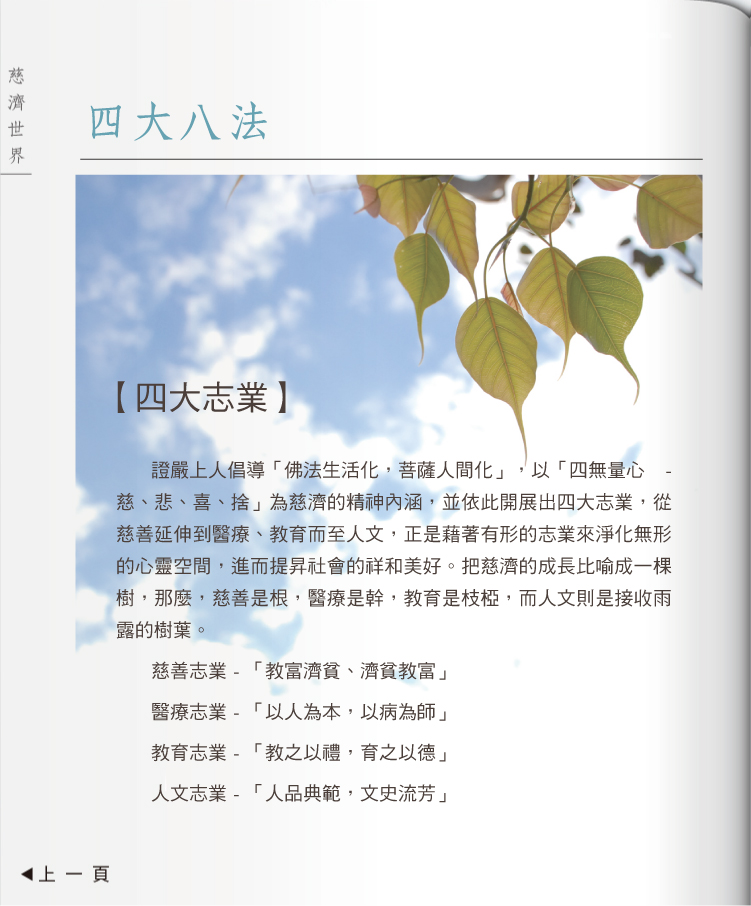 慈濟世界
四大八法
【四大志業】
證嚴上人倡導「佛法生活化，菩薩人間化」，以「四無量心　-
慈、悲、喜、捨」為慈濟的精神內涵，並依此開展出四大志業，從
慈善延伸到醫療、教育而至人文，正是藉著有形的志業來淨化無形
的心靈空間，進而提昇社會的祥和美好。把慈濟的成長比喻成一棵
樹，那麼，慈善是根，醫療是幹，教育是枝椏，而人文則是接收雨
露的樹葉。
慈善志業 - 「教富濟貧、濟貧教富」
醫療志業 - 「以人為本，以病為師」
教育志業 - 「教之以禮，育之以德」
人文志業 - 「人品典範，文史流芳」
◀上一頁